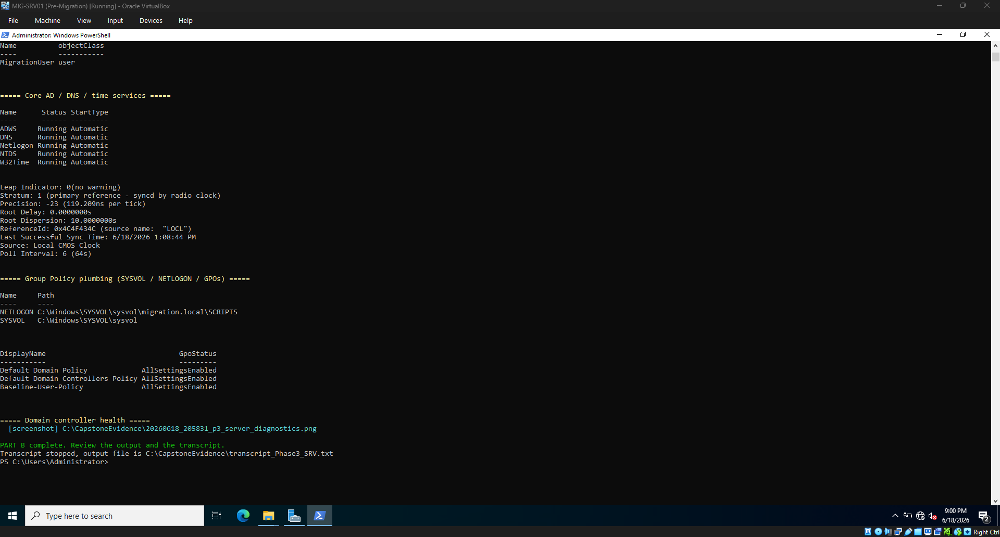 MIG-SRV01 (Pre-Migration) [Running] - Oracle VirtualBox
File Machine View Input Devices Help
Administrator: Windows PowerShell
Name          objectClass
----          -----------
MigrationUser user
===== Core AD / DNS / time services =====
Name      Status StartType
----      ------ ---------
ADWS     Running Automatic
DNS      Running Automatic
Netlogon Running Automatic
NTDS     Running Automatic
W32Time  Running Automatic
Leap Indicator: 0(no warning)
Stratum: 1 (primary reference - syncd by radio clock)
Precision: -23 (119.209ns per tick)
Root Delay: 0.0000000s
Root Dispersion: 10.0000000s
ReferenceId: 0x4C4F434C (source name:  "LOCL")
Last Successful Sync Time: 6/18/2026 1:08:44 PM
Source: Local CMOS Clock
Poll Interval: 6 (64s)
===== Group Policy plumbing (SYSVOL / NETLOGON / GPOs) =====
Name     Path
----     ----
NETLOGON C:\Windows\SYSVOL\sysvol\migration.local\SCRIPTS
SYSVOL   C:\Windows\SYSVOL\sysvol
DisplayName                                GpoStatus
-----------                                ---------
Default Domain Policy             AllSettingsEnabled
Default Domain Controllers Policy AllSettingsEnabled
Baseline-User-Policy              AllSettingsEnabled
===== Domain controller health =====
[screenshot] C:\CapstoneEvidence\20260618_205831_p3_server_diagnostics.png
PART B complete. Review the output and the transcript.
Transcript stopped, output file is C:\CapstoneEvidence\transcript_Phase3_SRV.txt
PS C:\Users\Administrator>
Type here to search
9:00 PM
6/18/2026
2
Right Ctrl